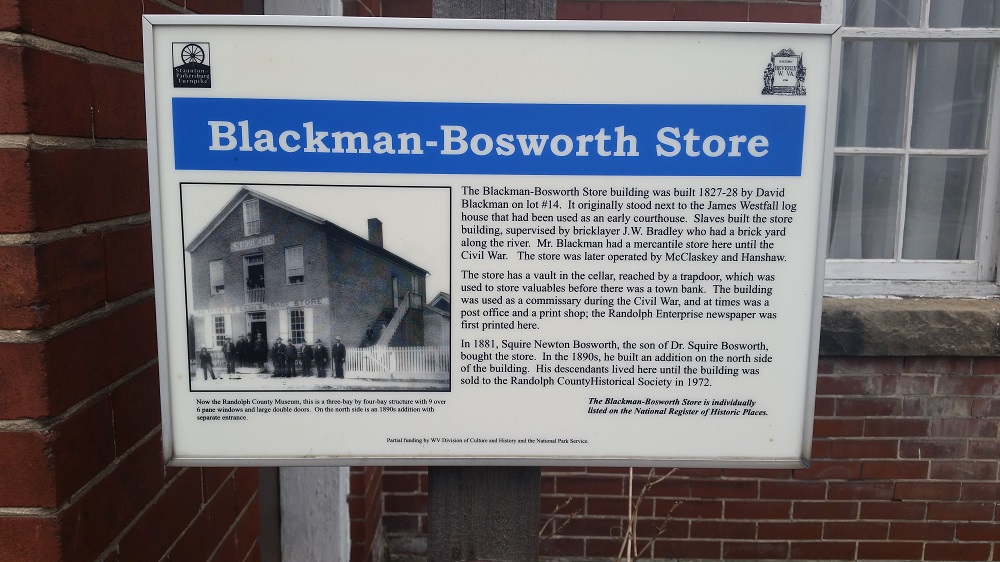 Staunton
Parkersburg
Turnpike
HISTORIC
BEVERLY
W. VA.
Blackman-Bosworth Store
S.N. BOSWORTH
STORE
The Blackman-Bosworth Store building was built 1827-28 by David
Blackman on lot #14. It originally stood next to the James Westfall log
house that had been used as an early courthouse. Slaves built the store
building, supervised by bricklayer J.W. Bradley who had a brick yard
along the river. Mr. Blackman had a mercantile store here until the
Civil War. The store was later operated by McClaskey and Hanshaw.
The store has a vault in the cellar, reached by a trapdoor, which was
used to store valuables before there was a town bank. The building
was used as a commissary during the Civil War, and at times was a
post office and a print shop; the Randolph Enterprise newspaper was
first printed here.
In 1881, Squire Newton Bosworth, the son of Dr. Squire Bosworth,
bought the store. In the 1890s, he built an addition on the north side
of the building. His descendants lived here until the building was
sold to the Randolph CountyHistorical Society in 1972.
Now the Randolph County Museum, this is a three-bay by four-bay structure with 9 over
6 pane windows and large double doors. On the north side is an 1890s addition with
separate entrance.
The Blackman-Bosworth Store is individually
listed on the National Register of Historic Places.
Partial funding by WV Division of Culture and History and the National Park Service.